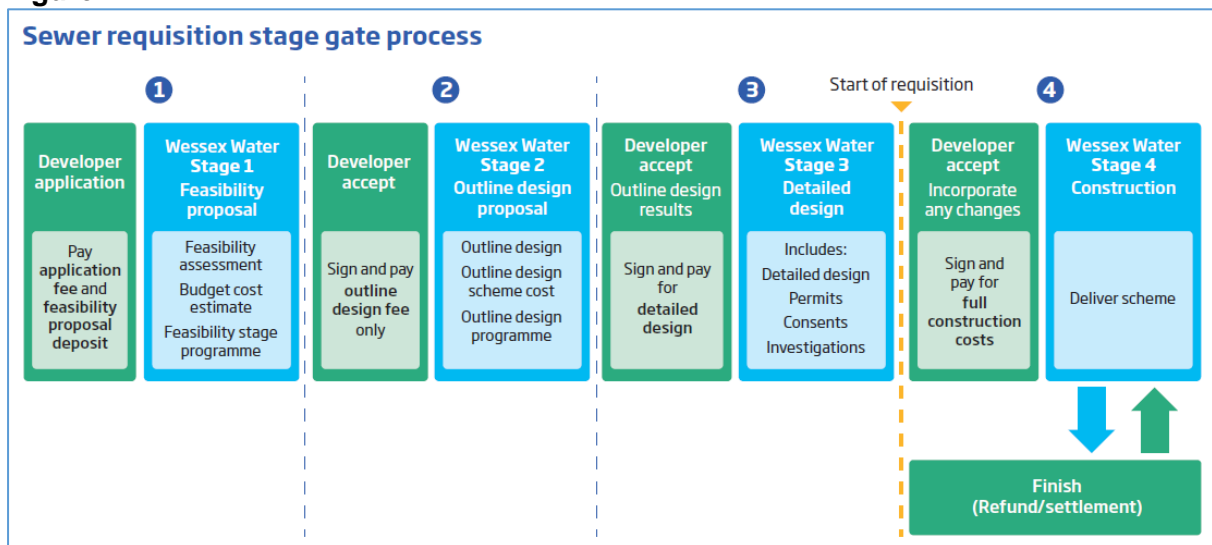 Sewer requisition stage gate process
1
2
3
Start of requisition
4
Developer
application
Pay
application
fee and
feasibility
proposal
deposit
Wessex Water
Stage 1
Feasibility
proposal
Feasibility
assessment
Budget cost
estimate
Feasibility stage
programme
Developer
accept
Sign and pay
outline
design fee
only
Wessex Water
Stage 2
Outline design
proposal
Outline design
Outline design
scheme cost
Outline design
programme
Developer
accept
Outline design
results
Sign and pay
for
detailed
design
Wessex Water
Stage 3
Detailed
design
Includes:
Detailed design
Permits
Consents
Investigations
Developer
accept
Incorporate
any changes
Sign and
pay for
full
construction
costs
Wessex Water
Stage 4
Construction
Deliver scheme
Finish
(Refund/settlement)